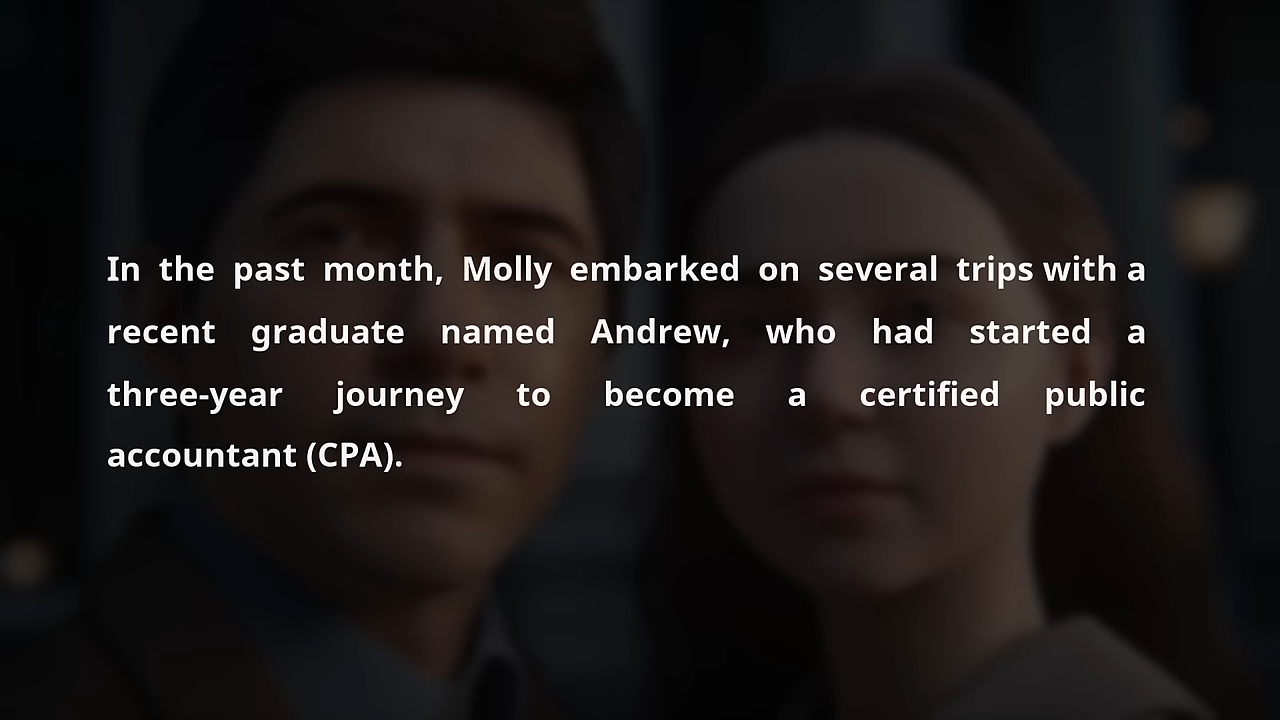 In the past month, Molly embarked on several trips with a
recent graduate named Andrew, who had started a
three-year journey to become a certified public
accountant (CPA).